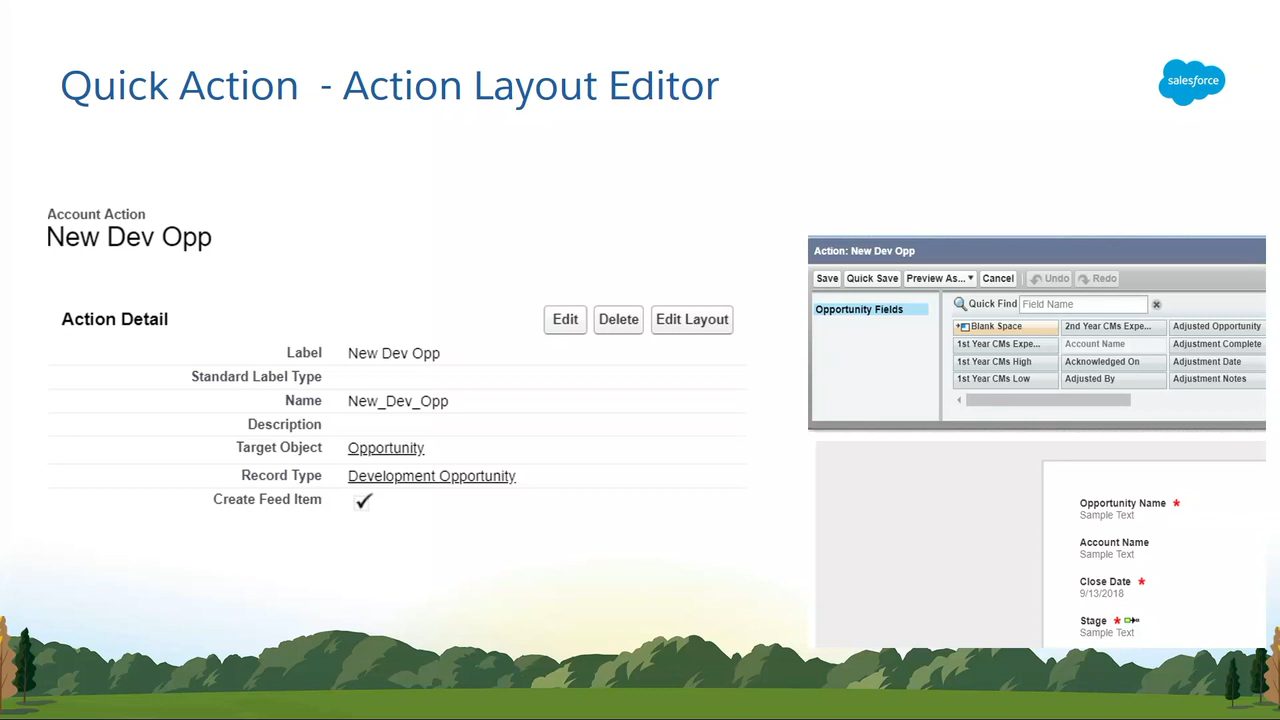 Quick Action - Action Layout Editor
salesforce
Account Action
New Dev Opp
Action Detail
Edit
Delete
Edit Layout
Label New Dev Opp
Standard Label Type
Name New_Dev_Opp
Description
Target Object Opportunity
Record Type Development Opportunity
Create Feed Item
Action: New Dev Opp
Save Quick Save Preview As... Cancel Undo Redo
Opportunity Fields
Quick Find Field Name
Blank Space 2nd Year CMs Expe... Adjusted Opportunity
1st Year CMs Expe... Account Name Adjustment Complete
1st Year CMs High Acknowledged On Adjustment Date
1st Year CMs Low Adjusted By Adjustment Notes
Opportunity Name *
Sample Text
Account Name
Sample Text
Close Date *
9/13/2018
Stage *
Sample Text